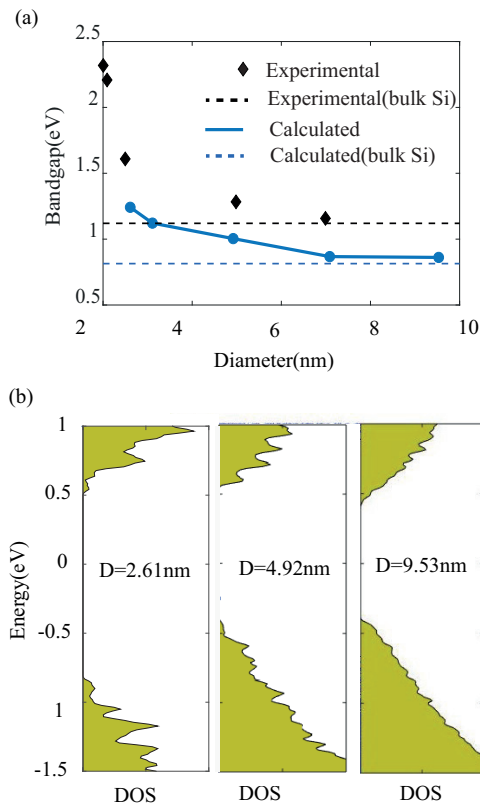 (a)
2.5
2
1.5
1
0.5
2 4 6 8 10
Bandgap(eV)
Diameter(nm)
Experimental
Experimental(bulk Si)
Calculated
Calculated(bulk Si)
(b)
1
0.5
0
-0.5
1
-1.5
Energy(eV)
D=2.61nm
D=4.92nm
D=9.53nm
DOS DOS DOS